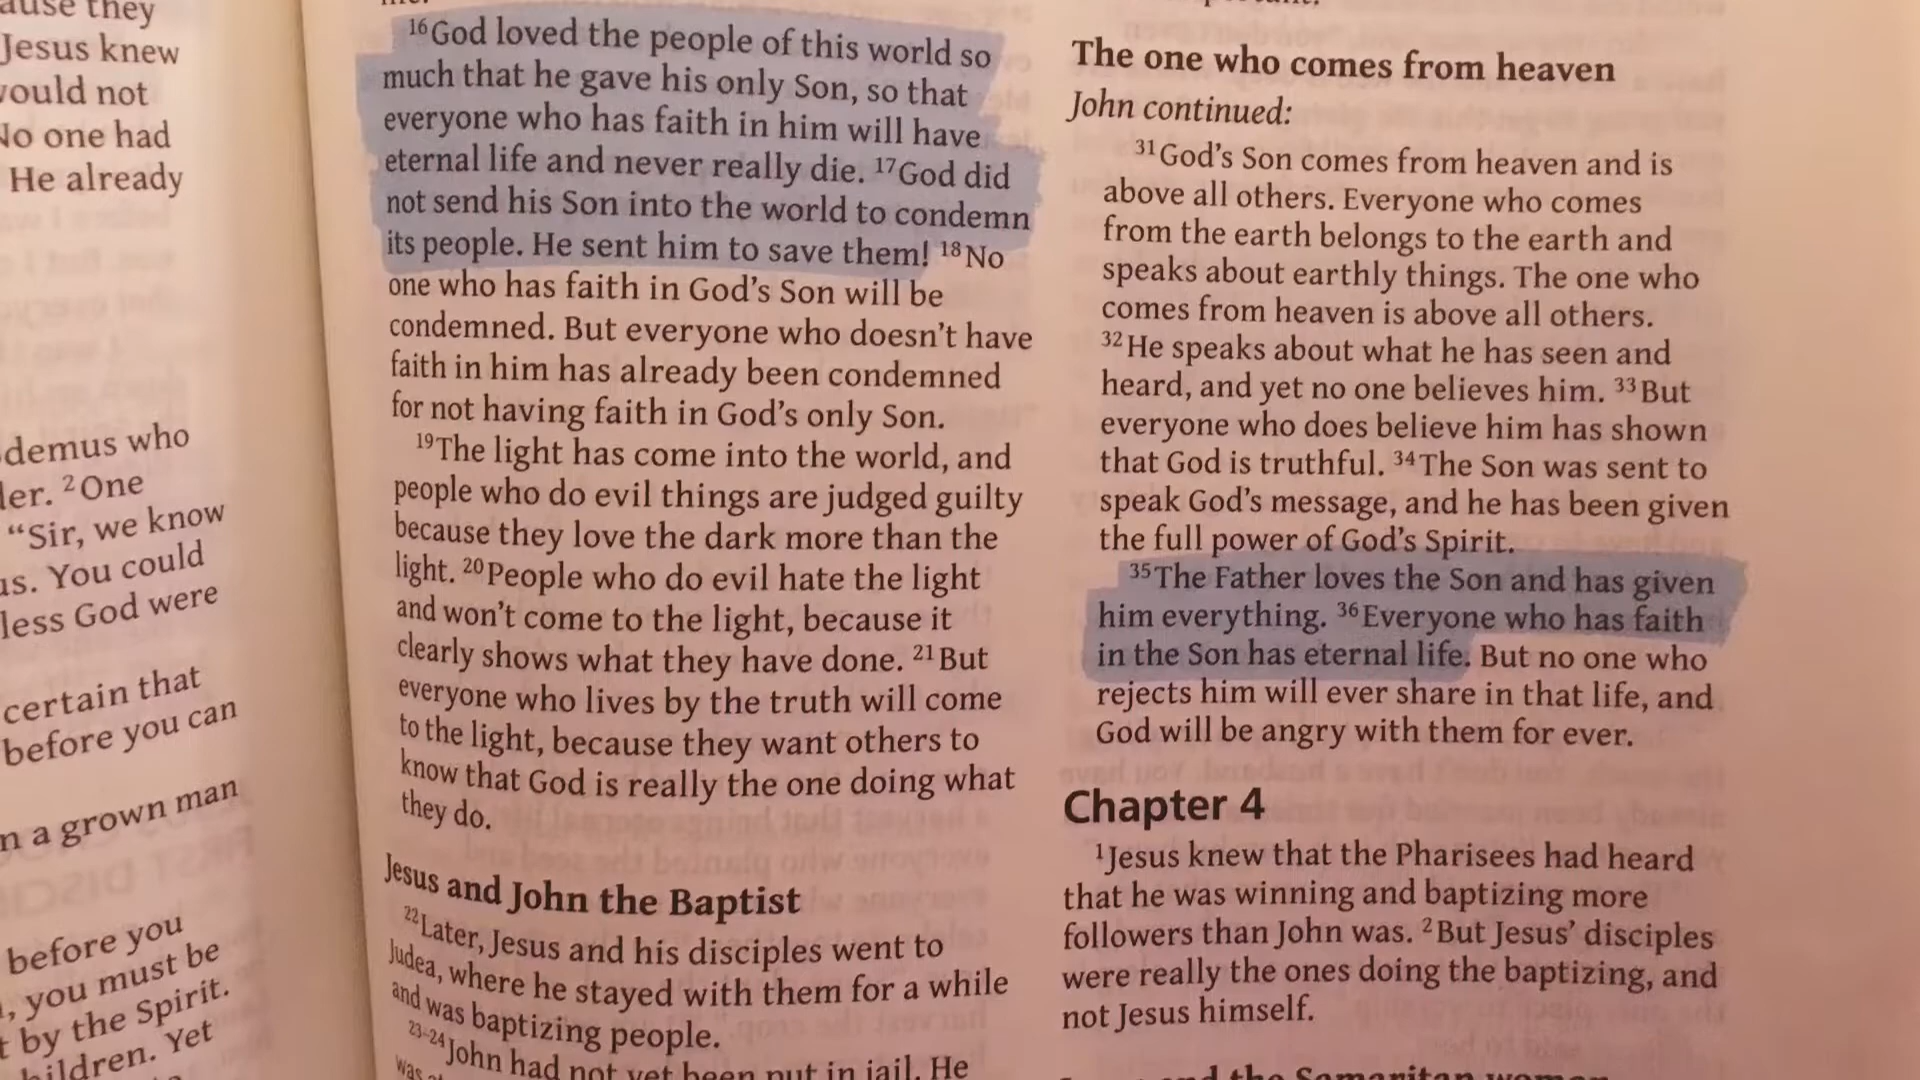 ause they
Jesus knew
would not
No one had
He already
demus who
ler. ²One
“Sir, we know
us. You could
less God were
certain that
before you can
n a grown man
before you
, you must be
t by the Spirit.
hildren. Yet
¹⁶God loved the people of this world so
much that he gave his only Son, so that
everyone who has faith in him will have
eternal life and never really die. ¹⁷God did
not send his Son into the world to condemn
its people. He sent him to save them! ¹⁸No
one who has faith in God’s Son will be
condemned. But everyone who doesn’t have
faith in him has already been condemned
for not having faith in God’s only Son.
¹⁹The light has come into the world, and
people who do evil things are judged guilty
because they love the dark more than the
light. ²⁰People who do evil hate the light
and won’t come to the light, because it
clearly shows what they have done. ²¹But
everyone who lives by the truth will come
to the light, because they want others to
know that God is really the one doing what
they do.
Jesus and John the Baptist
²²Later, Jesus and his disciples went to
Judea, where he stayed with them for a while
and was baptizing people.
²³⁻²⁴John had not yet been put in jail. He
was
The one who comes from heaven
John continued:
³¹God’s Son comes from heaven and is
above all others. Everyone who comes
from the earth belongs to the earth and
speaks about earthly things. The one who
comes from heaven is above all others.
³²He speaks about what he has seen and
heard, and yet no one believes him. ³³But
everyone who does believe him has shown
that God is truthful. ³⁴The Son was sent to
speak God’s message, and he has been given
the full power of God’s Spirit.
³⁵The Father loves the Son and has given
him everything. ³⁶Everyone who has faith
in the Son has eternal life. But no one who
rejects him will ever share in that life, and
God will be angry with them for ever.
Chapter 4
¹Jesus knew that the Pharisees had heard
that he was winning and baptizing more
followers than John was. ²But Jesus’ disciples
were really the ones doing the baptizing, and
not Jesus himself.
and the Samaritan woman